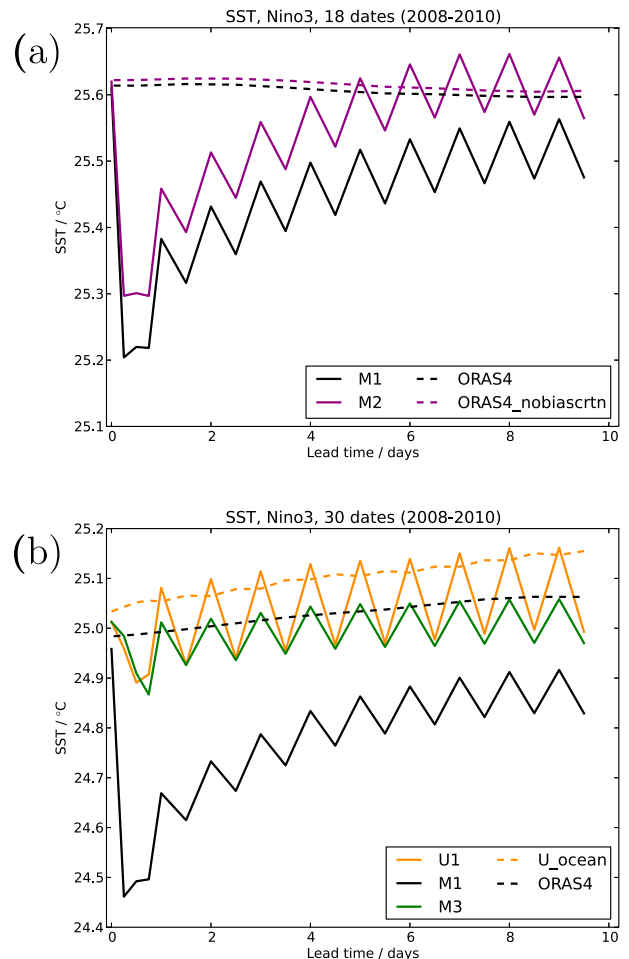 (a)
SST, Nino3, 18 dates (2008-2010)
25.7
25.6
25.5
25.4
25.3
25.2
25.1
SST / °C
0 2 4 6 8 10
Lead time / days
M1 ORAS4
M2 ORAS4_nobiascrtn
(b)
SST, Nino3, 30 dates (2008-2010)
25.2
25.1
25.0
24.9
24.8
24.7
24.6
24.5
24.4
SST / °C
0 2 4 6 8 10
Lead time / days
U1 U_ocean
M1 ORAS4
M3